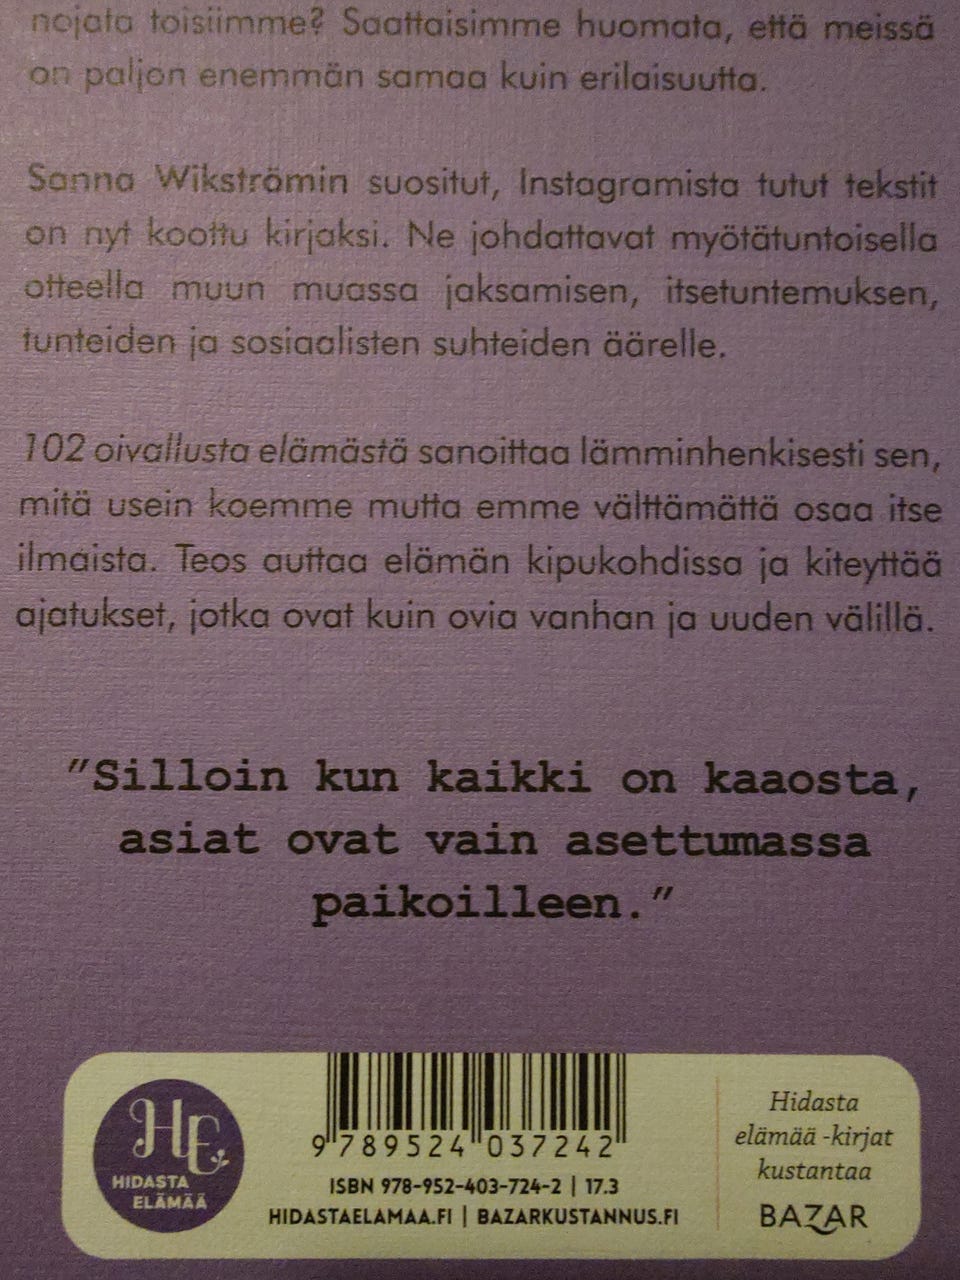 nojata toisiimme? Saattaisimme huomata, että meissä
on paljon enemmän samaa kuin erilaisuutta.
Sanna Wikströmin suositut, Instagramista tutut tekstit
on nyt koottu kirjaksi. Ne johdattavat myötätuntoisella
otteella muun muassa jaksamisen, itsetuntemuksen,
tunteiden ja sosiaalisten suhteiden äärelle.
102 oivallusta elämästä sanoittaa lämminhenkisesti sen,
mitä usein koemme mutta emme välttämättä osaa itse
ilmaista. Teos auttaa elämän kipukohdissa ja kiteyttää
ajatukset, jotka ovat kuin ovia vanhan ja uuden välillä.
"Silloin kun kaikki on kaaosta,
asiat ovat vain asettumassa
paikoilleen."
HE
HIDASTA
ELÄMÄÄ
9 789524 037242
ISBN 978-952-403-724-2 | 17.3
HIDASTAELAMAA.FI | BAZARKUSTANNUS.FI
Hidasta
elämää -kirjat
kustantaa
BAZAR